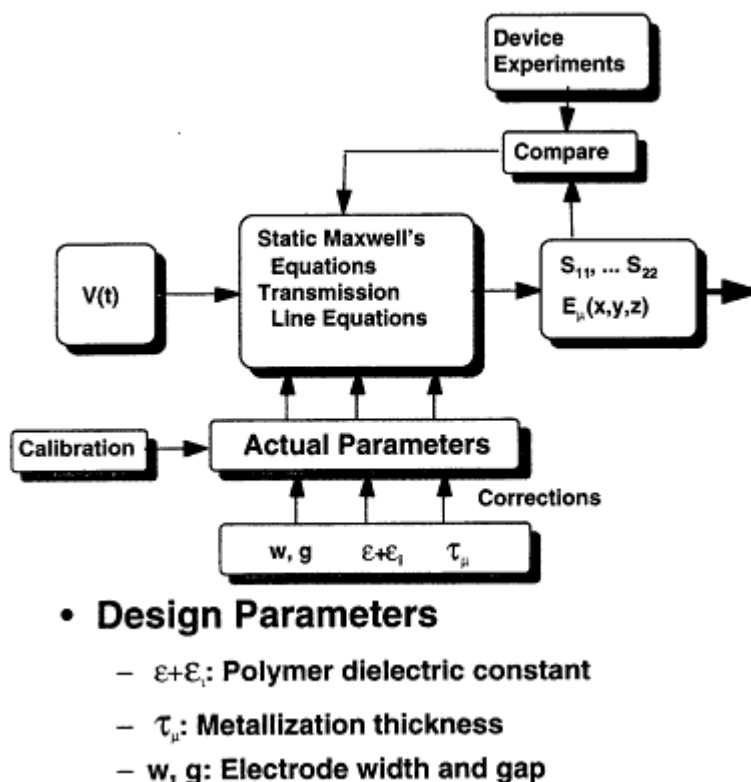 Device
Experiments
Compare
Static Maxwell's
Equations
Transmission
Line Equations
V(t)
S₁₁, ... S₂₂
Eμ(x,y,z)
Calibration
Actual Parameters
Corrections
w, g ε+εᵢ τμ
• Design Parameters
– ε+εᵢ: Polymer dielectric constant
– τμ: Metallization thickness
– w, g: Electrode width and gap